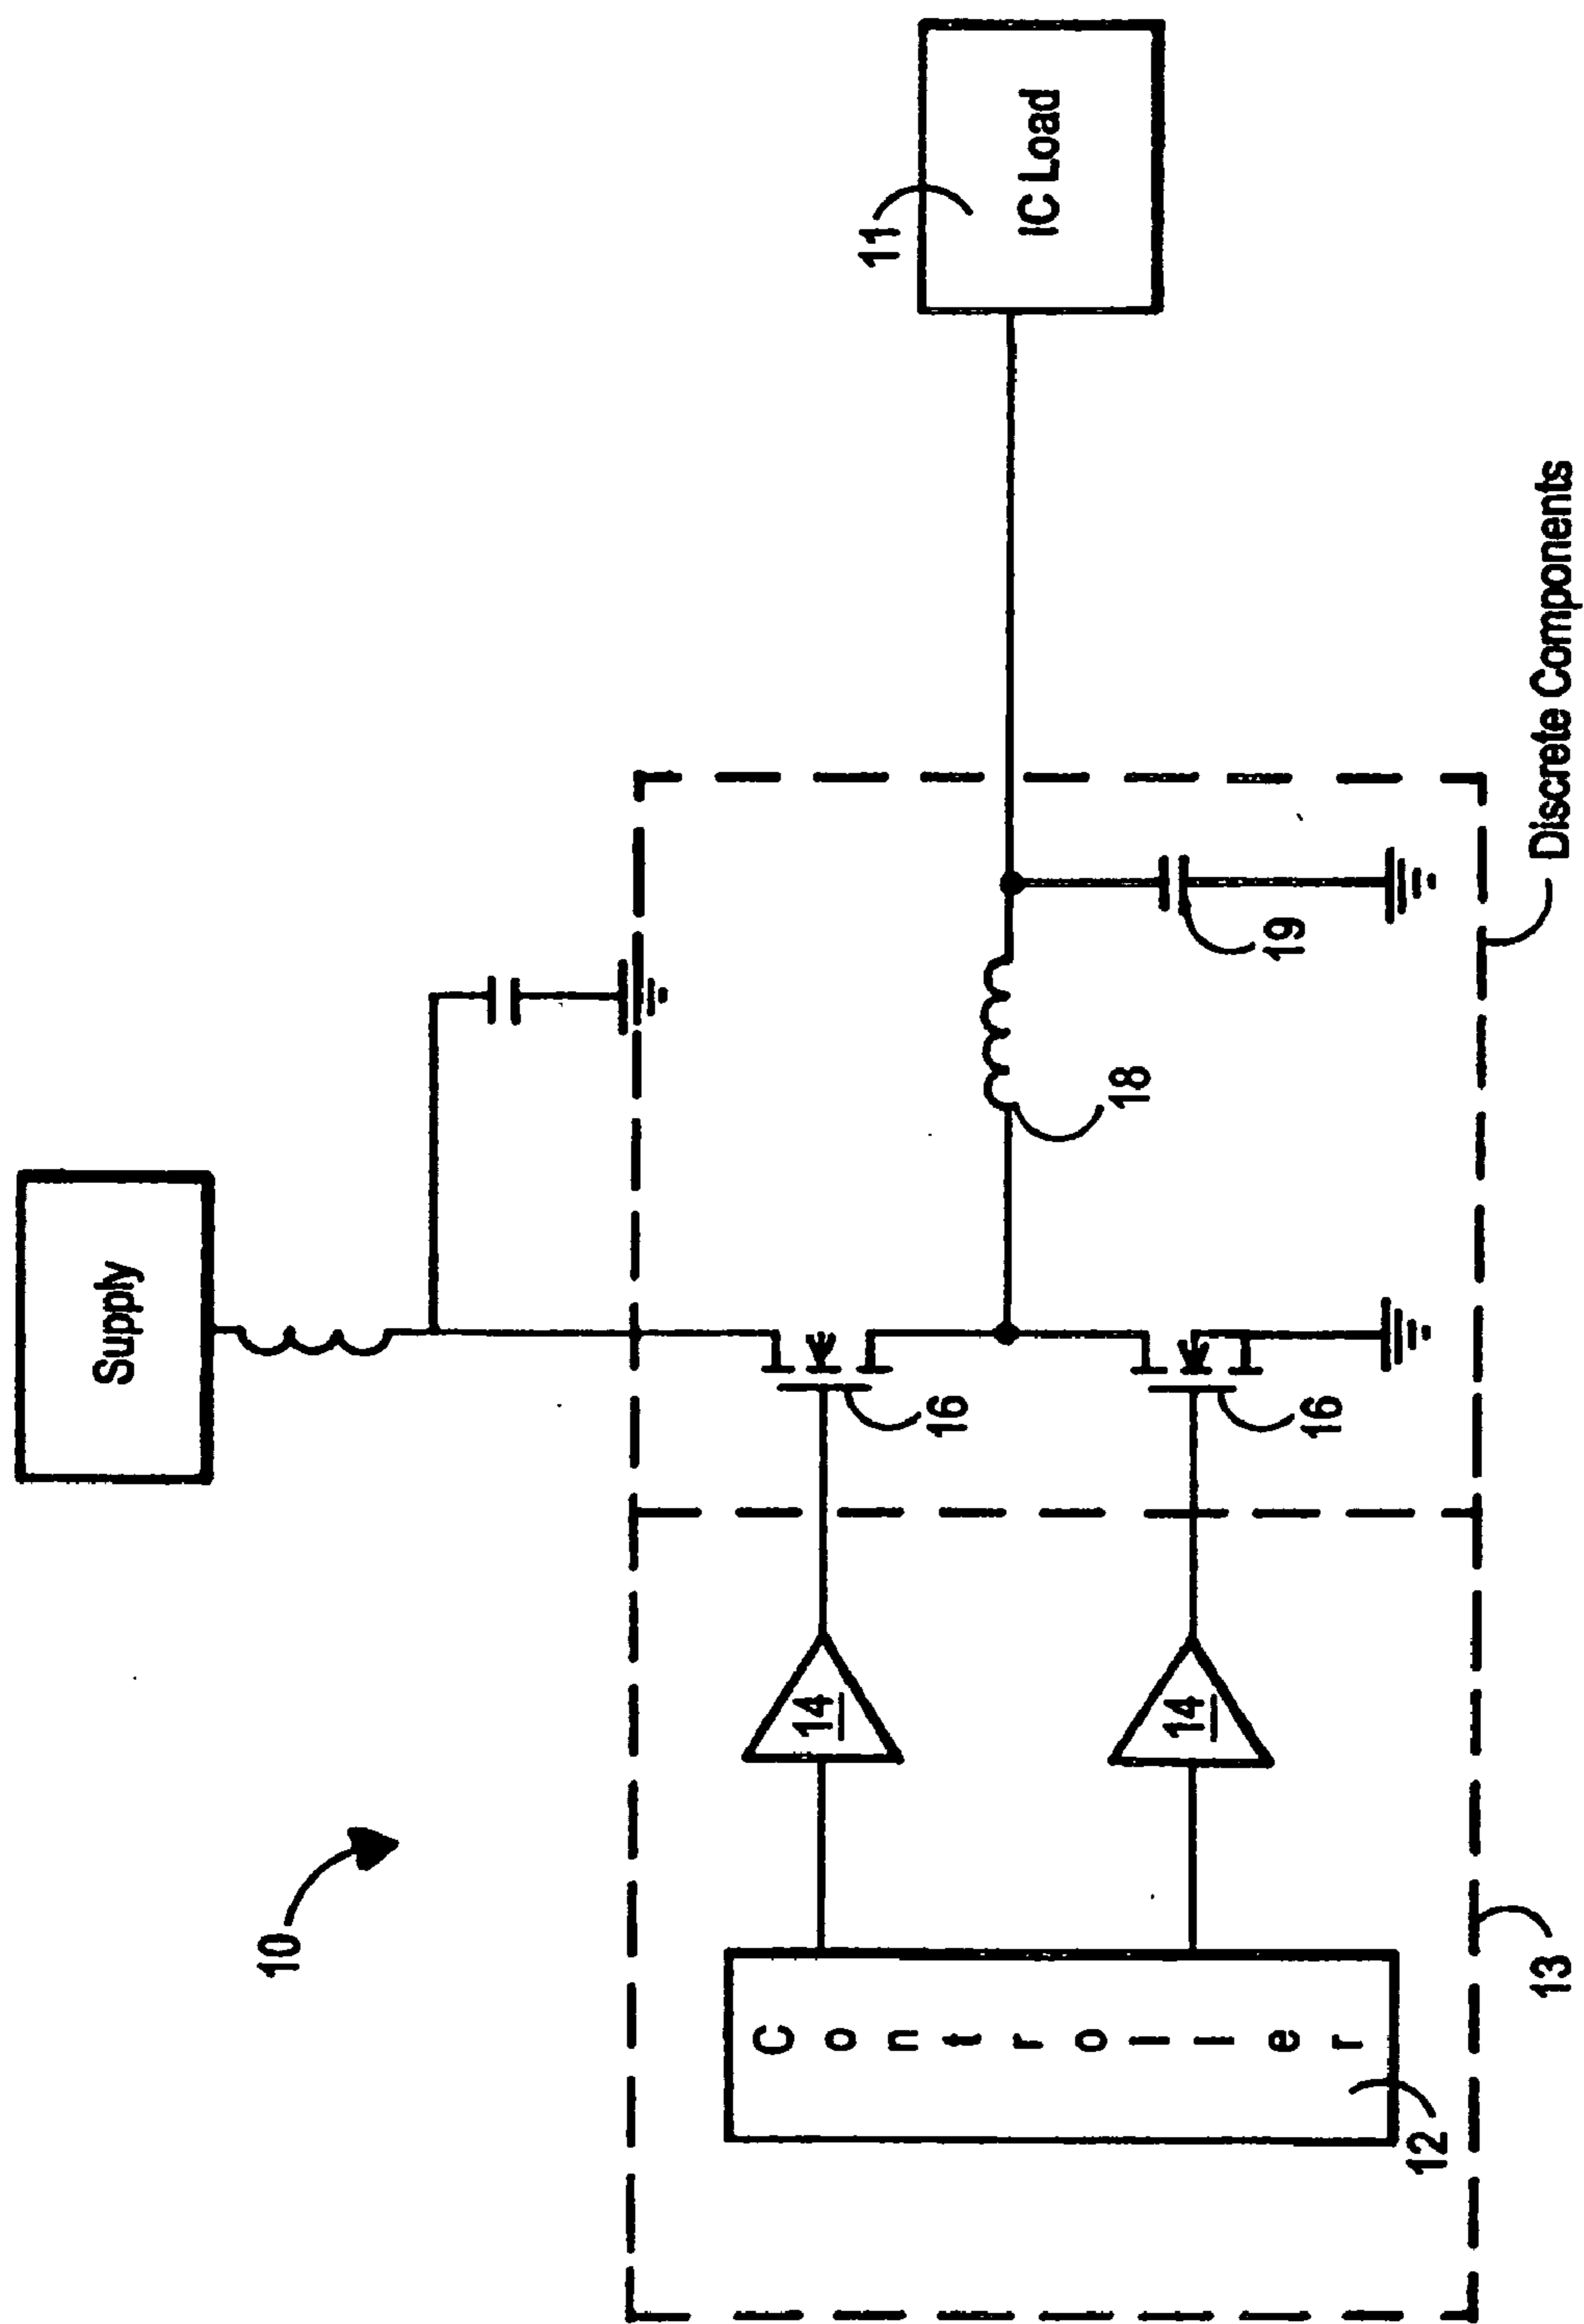 10
Supply
11
IC Load
Controller
12
14
14
16
16
18
19
13
Discrete Components